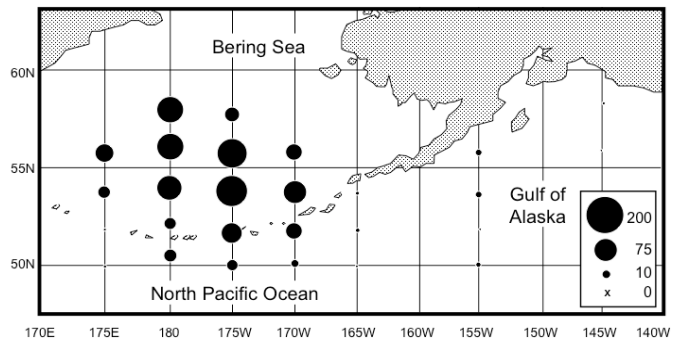 Bering Sea
60N
55N
Gulf of
Alaska
200
75
10
x 0
50N
North Pacific Ocean
170E 175E 180 175W 170W 165W 160W 155W 150W 145W 140W